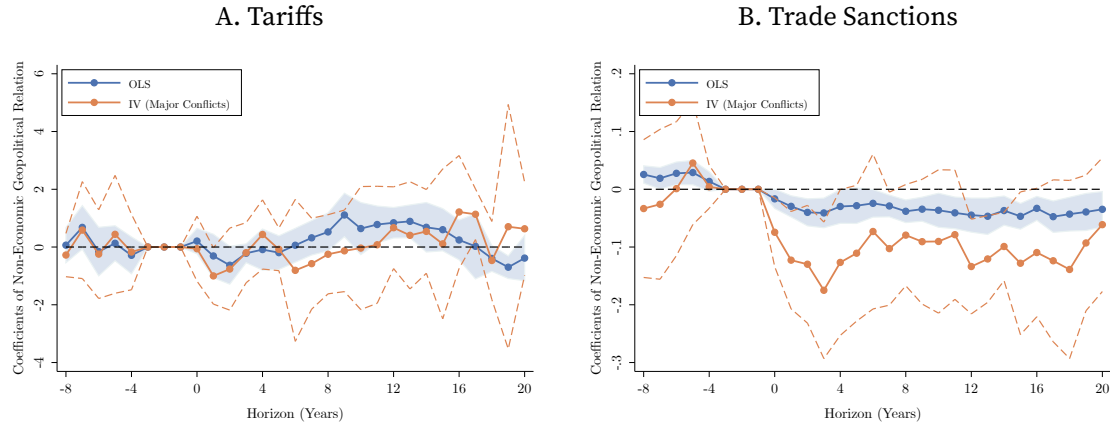 A. Tariffs
Coefficients of Non-Economic Geopolitical Relation
6
4
2
0
-2
-4
OLS
IV (Major Conflicts)
-8
-4
0
4
8
12
16
20
Horizon (Years)
B. Trade Sanctions
Coefficients of Non-Economic Geopolitical Relation
.2
.1
0
-.1
-.2
-.3
OLS
IV (Major Conflicts)
-8
-4
0
4
8
12
16
20
Horizon (Years)